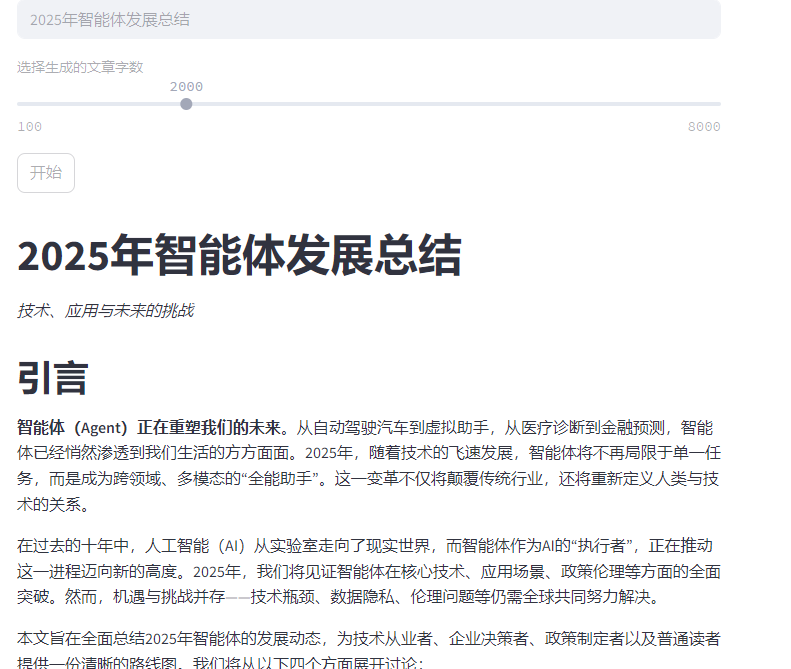 2025年智能体发展总结
选择生成的文章字数
2000
100 8000
开始
2025年智能体发展总结
技术、应用与未来的挑战
引言
智能体（Agent）正在重塑我们的未来。从自动驾驶汽车到虚拟助手，从医疗诊断到金融预测，智能
体已经悄然渗透到我们生活的方方面面。2025年，随着技术的飞速发展，智能体将不再局限于单一任
务，而是成为跨领域、多模态的“全能助手”。这一变革不仅将颠覆传统行业，还将重新定义人类与技
术的关系。
在过去的十年中，人工智能（AI）从实验室走向了现实世界，而智能体作为AI的“执行者”，正在推动
这一进程迈向新的高度。2025年，我们将见证智能体在核心技术、应用场景、政策伦理等方面的全面
突破。然而，机遇与挑战并存——技术瓶颈、数据隐私、伦理问题等仍需全球共同努力解决。
本文旨在全面总结2025年智能体的发展动态，为技术从业者、企业决策者、政策制定者以及普通读者
提供一份清晰的路线图。我们将从以下四个方面展开讨论：